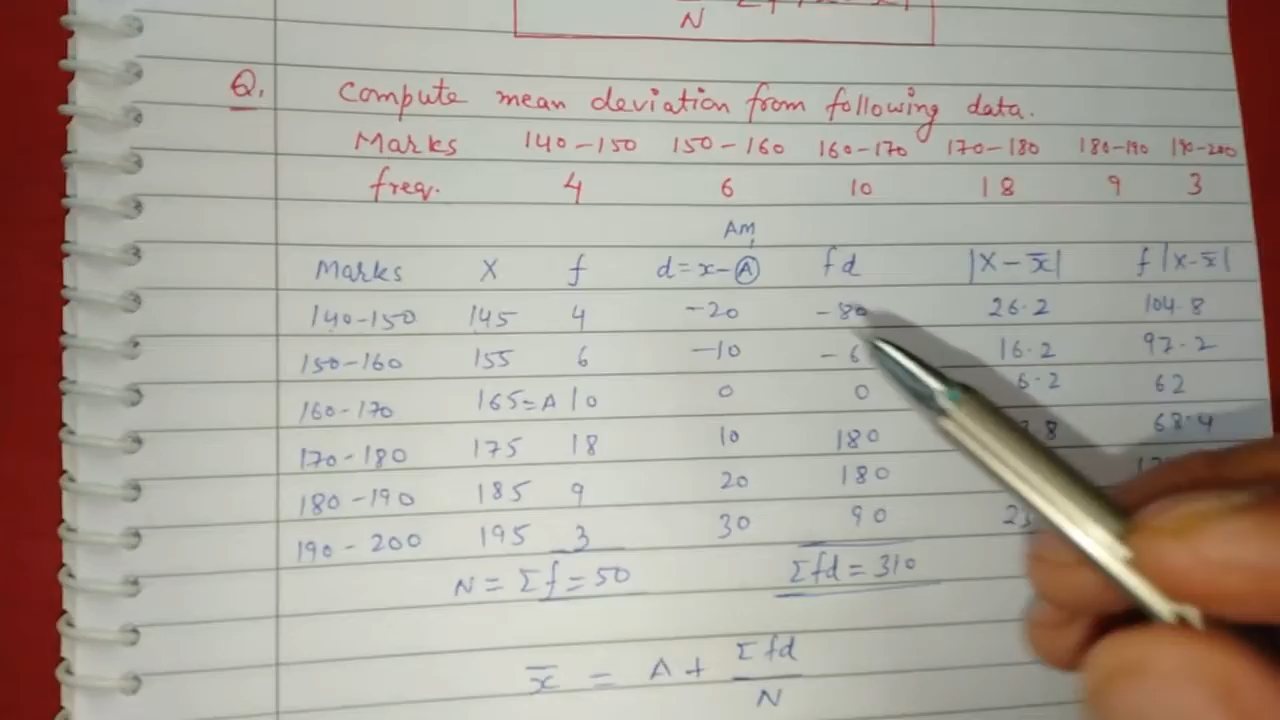 N
Q. Compute mean deviation from following data.
Marks 140-150 150-160 160-170 170-180 180-190 190-200
freq. 4 6 10 18 9 3
Am
Marks X f d=x-A fd |X-x̄| f|x-x̄|
140-150 145 4 -20 -80 26.2 104.8
150-160 155 6 -10 16.2 97.2
160-170 165=A 10 0 0 6.2 62
170-180 175 18 10 180 68.4
180-190 185 9 20 180
190-200 195 3 30 90
N = Σf = 50 Σfd = 310
x̄ = A + Σfd
N